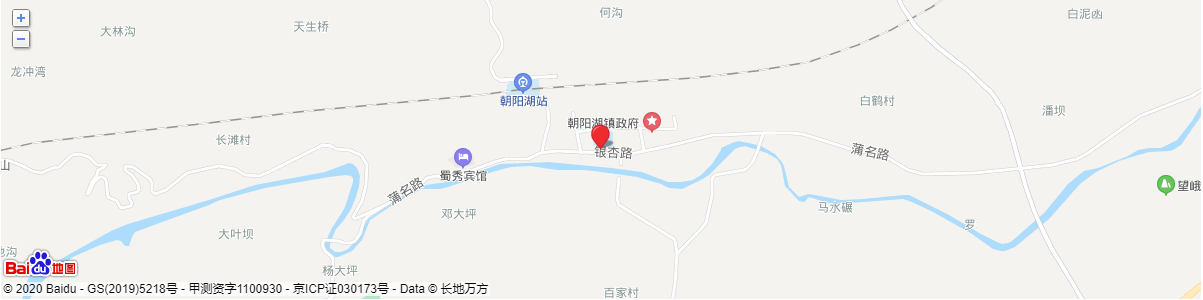 何沟
白泥凼
天生桥
大林沟
龙冲湾
朝阳湖站
白鹤村
潘坝
朝阳湖镇政府
长滩村
银杏路
蒲名路
山
蜀秀宾馆
蒲名路
望峨
邓大坪
马水碾
罗
大叶坝
地沟
杨大坪
Bai du 地图
© 2020 Baidu - GS(2019)5218号 - 甲测资字1100930 - 京ICP证030173号 - Data © 长地万方
百家村